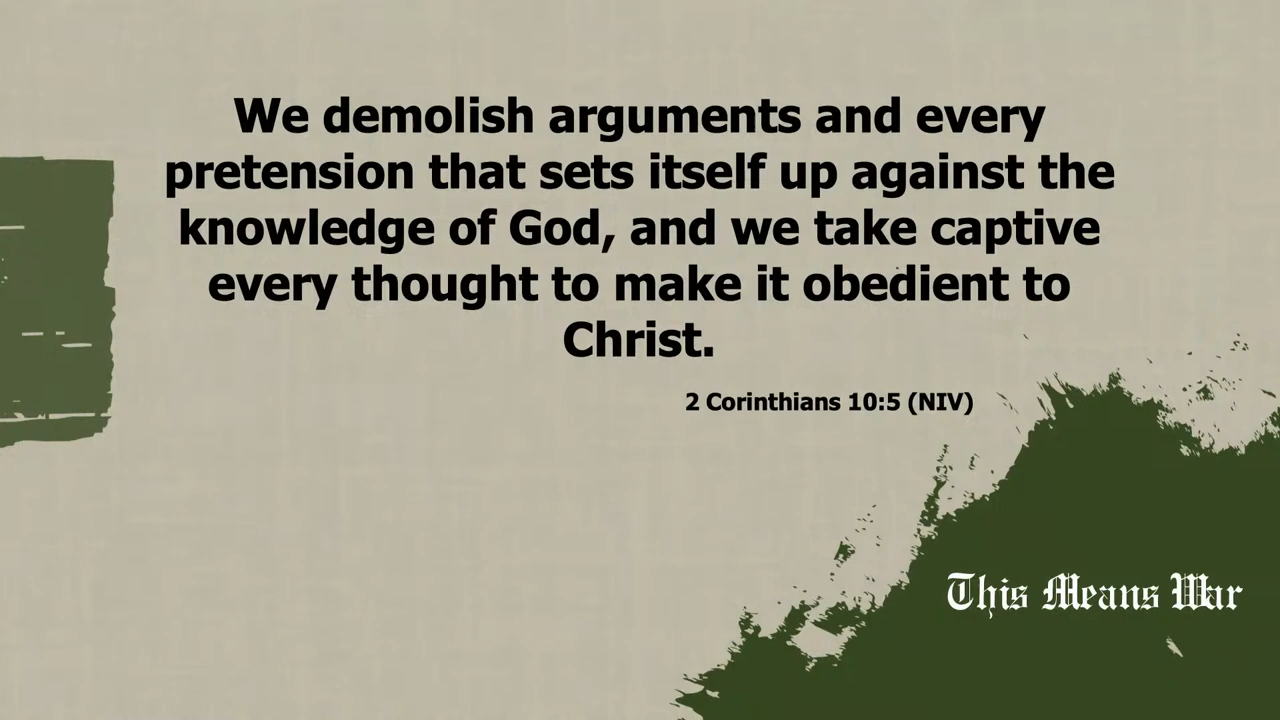 We demolish arguments and every
pretension that sets itself up against the
knowledge of God, and we take captive
every thought to make it obedient to
Christ.
2 Corinthians 10:5 (NIV)
This Means War